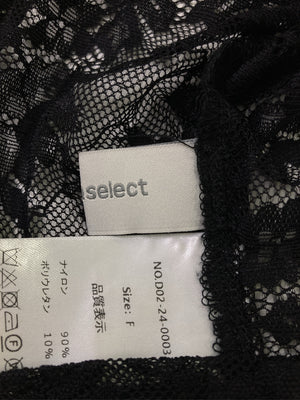 select
NO.D02-24-0003
Size: F
品質表示
ナイロン 90%
ポリウレタン 10%